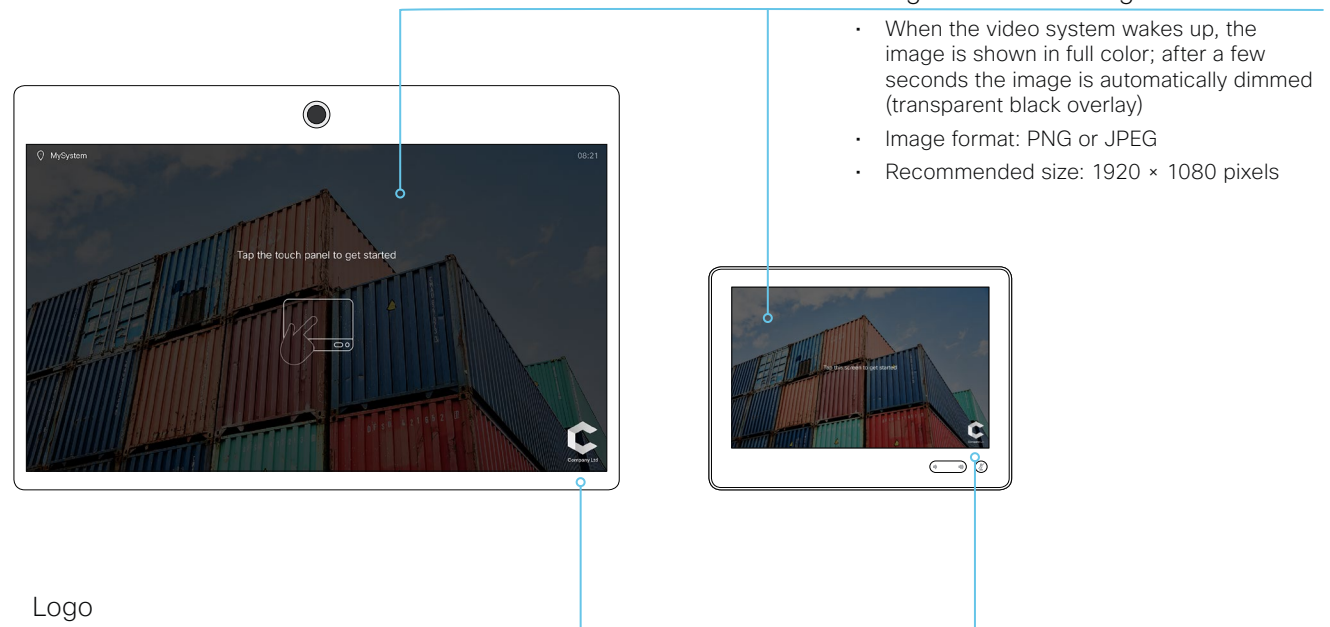 • When the video system wakes up, the
image is shown in full color; after a few
seconds the image is automatically dimmed
(transparent black overlay)
• Image format: PNG or JPEG
• Recommended size: 1920 × 1080 pixels
MySystem
08:21
Tap the touch panel to get started
Company Ltd
Tap the screen to get started!
Logo